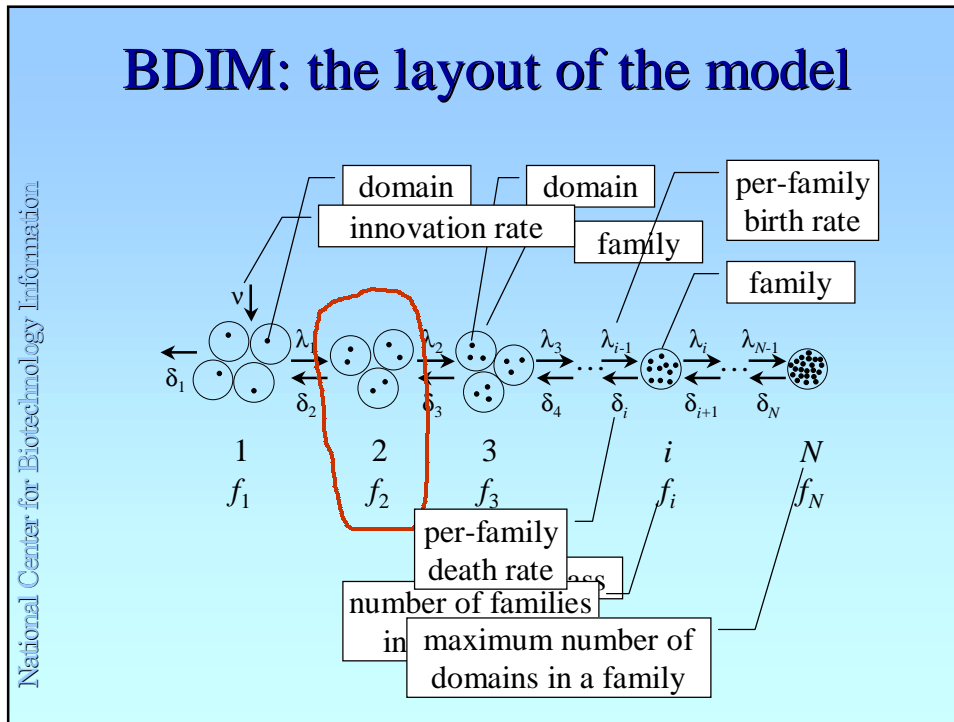 BDIM: the layout of the model
National Center for Biotechnology Information
domain
domain
per-family
birth rate
innovation rate
family
family
ν
λ1
λ2
λ3
λi-1
λi
λN-1
... ...
δ1
δ2
δ3
δ4
δi
δi+1
δN
1 2 3 i N
f1 f2 f3 fi fN
per-family
death rate
ass
number of families
in
maximum number of
domains in a family